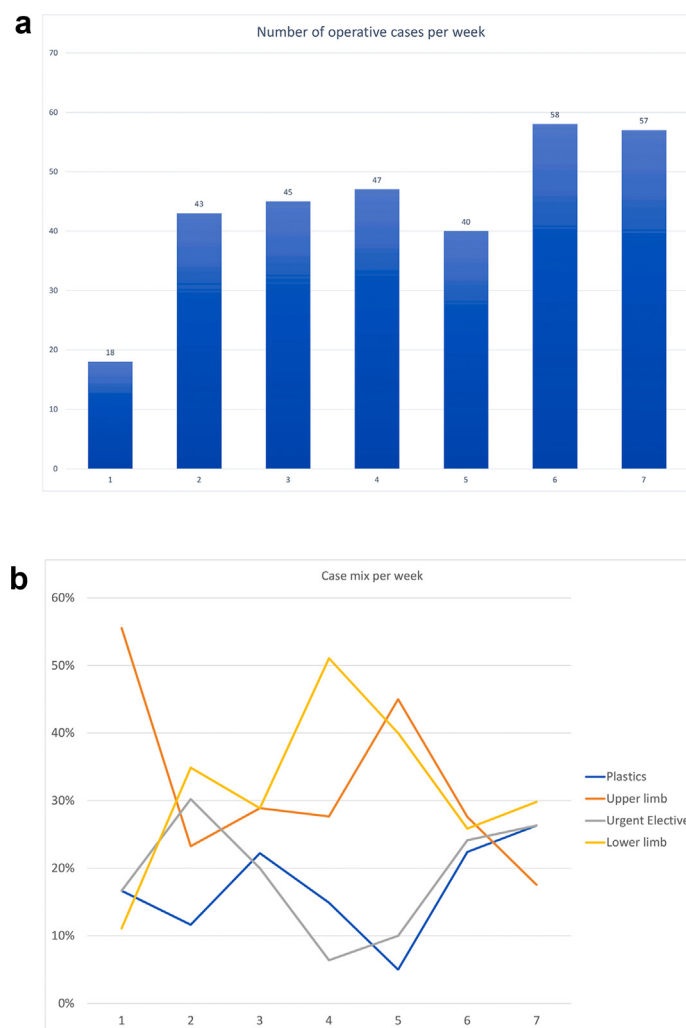 a
Number of operative cases per week
70
60
50
40
30
20
10
0
18
43
45
47
40
58
57
1 2 3 4 5 6 7
b
Case mix per week
60%
50%
40%
30%
20%
10%
0%
1 2 3 4 5 6 7
Plastics
Upper limb
Urgent Elective
Lower limb